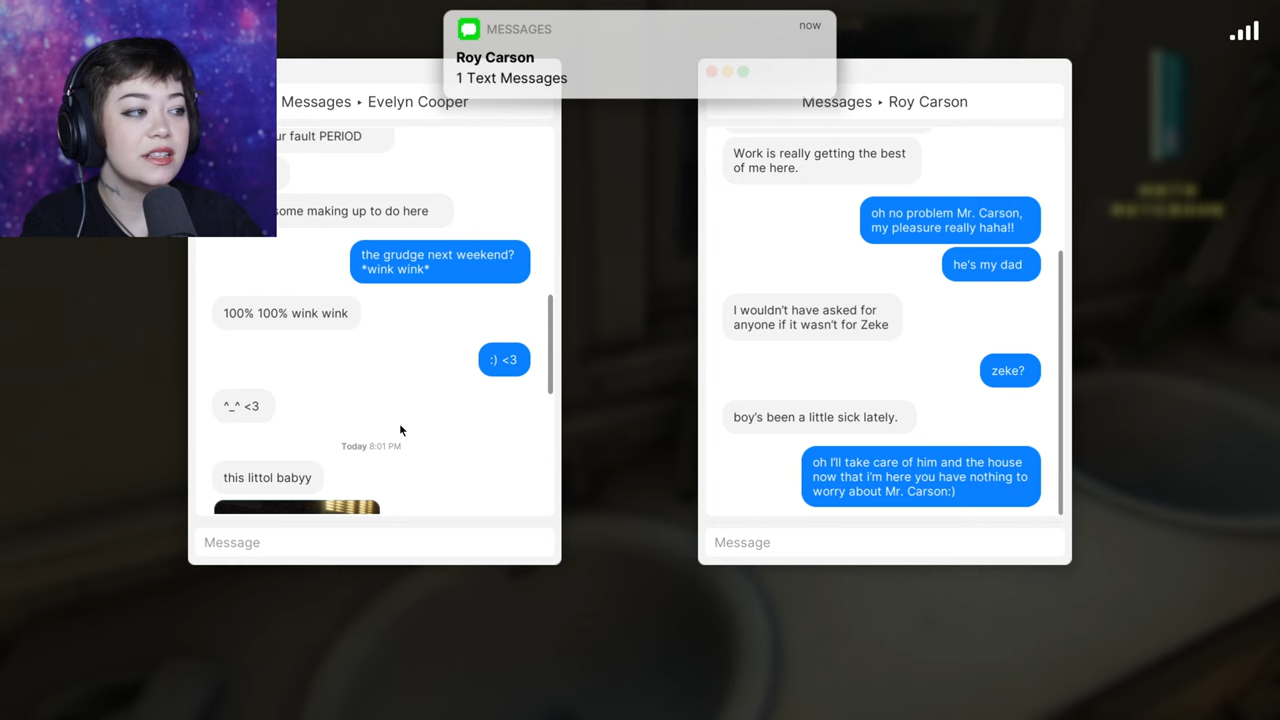 MESSAGES
now
Roy Carson
1 Text Messages
Messages ▸ Evelyn Cooper
ur fault PERIOD
some making up to do here
the grudge next weekend?
*wink wink*
100% 100% wink wink
:) <3
^_^ <3
Today 8:01 PM
this littol babyy
Message
Messages ▸ Roy Carson
Work is really getting the best
of me here.
oh no problem Mr. Carson,
my pleasure really haha!!
he's my dad
I wouldn't have asked for
anyone if it wasn't for Zeke
zeke?
boy's been a little sick lately.
oh I'll take care of him and the house
now that i'm here you have nothing to
worry about Mr. Carson:)
Message